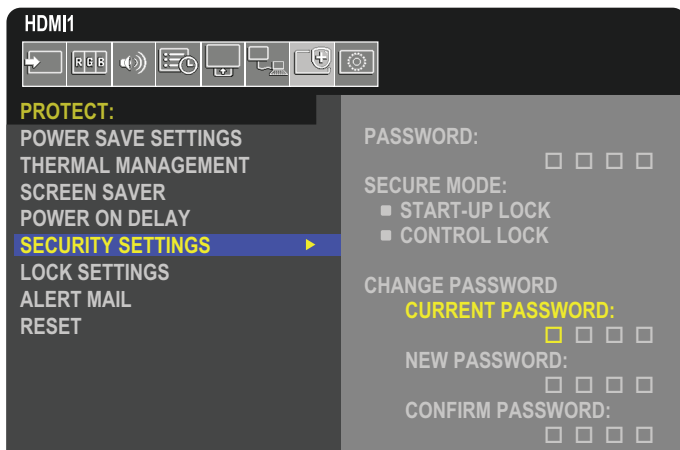 HDMI1
R G B
PROTECT:
POWER SAVE SETTINGS
THERMAL MANAGEMENT
SCREEN SAVER
POWER ON DELAY
SECURITY SETTINGS
LOCK SETTINGS
ALERT MAIL
RESET
PASSWORD:
SECURE MODE:
START-UP LOCK
CONTROL LOCK
CHANGE PASSWORD
CURRENT PASSWORD:
NEW PASSWORD:
CONFIRM PASSWORD: